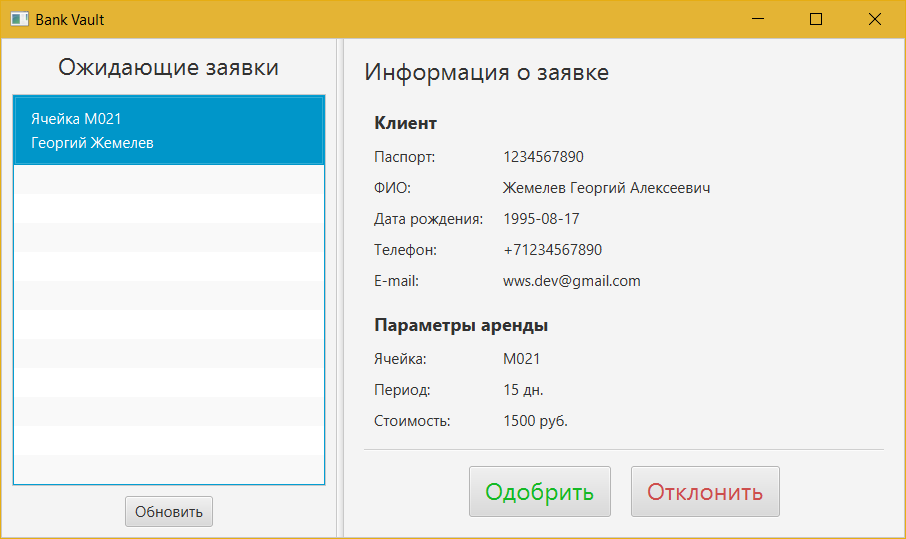 Bank Vault
Ожидающие заявки
Ячейка M021
Георгий Жемелев
Обновить
Информация о заявке
Клиент
Паспорт: 1234567890
ФИО: Жемелев Георгий Алексеевич
Дата рождения: 1995-08-17
Телефон: +71234567890
E-mail: wws.dev@gmail.com
Параметры аренды
Ячейка: M021
Период: 15 дн.
Стоимость: 1500 руб.
Одобрить Отклонить